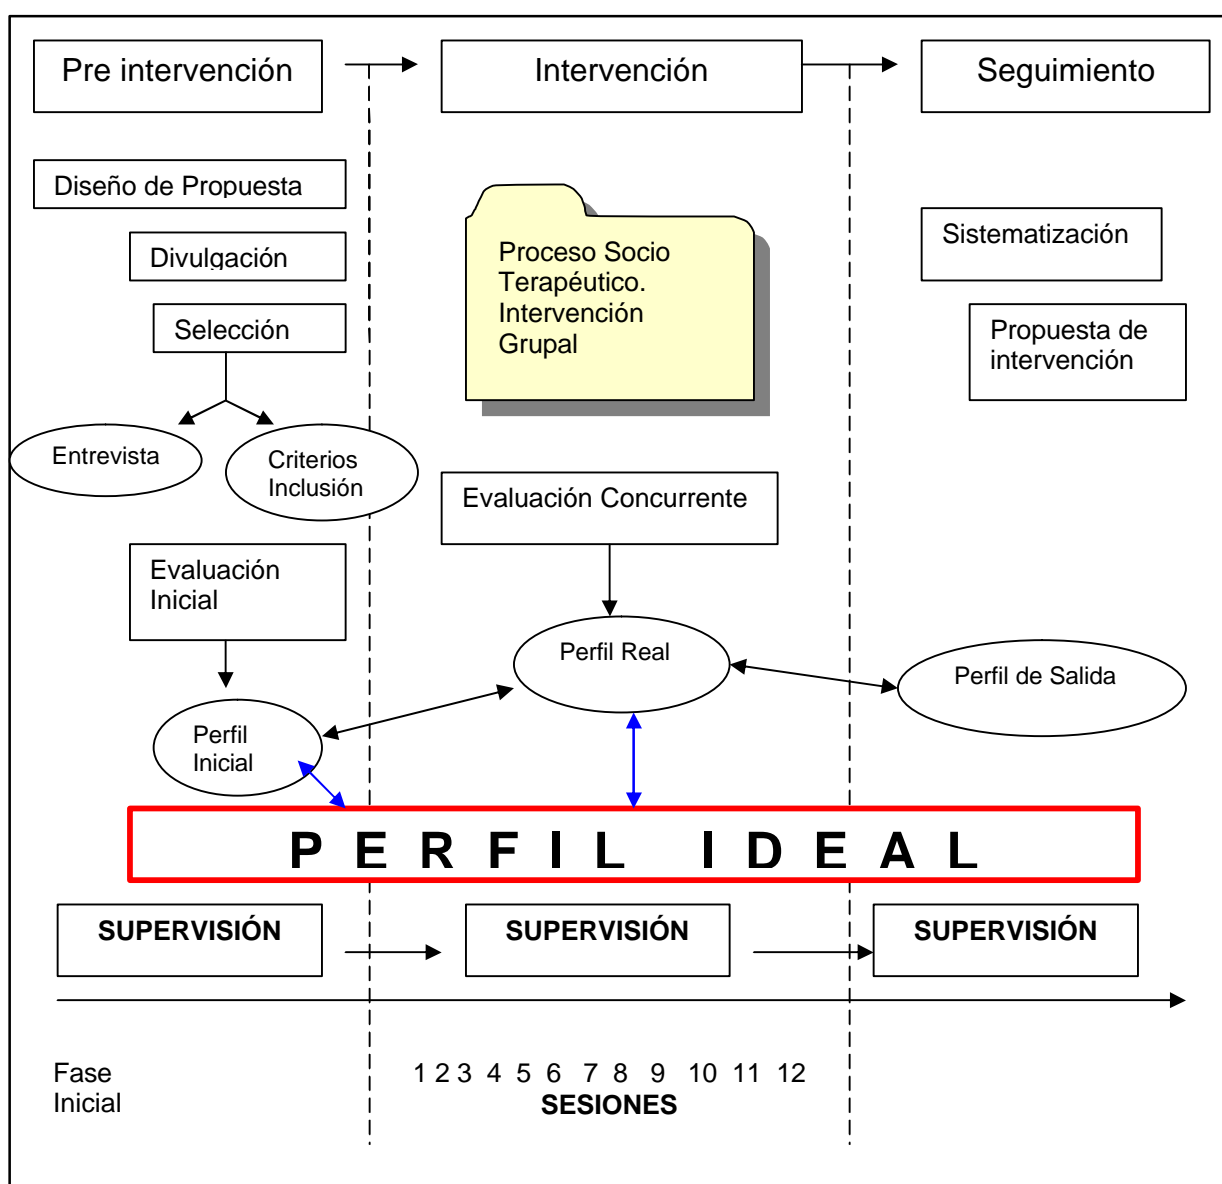 Pre intervención
Intervención
Seguimiento
Diseño de Propuesta
Divulgación
Selección
Entrevista
Criterios
Inclusión
Evaluación
Inicial
Perfil
Inicial
Proceso Socio
Terapéutico.
Intervención
Grupal
Evaluación Concurrente
Perfil Real
Sistematización
Propuesta de
intervención
Perfil de Salida
PERFIL IDEAL
SUPERVISIÓN
SUPERVISIÓN
SUPERVISIÓN
Fase
Inicial
1 2 3 4 5 6 7 8 9 10 11 12
SESIONES